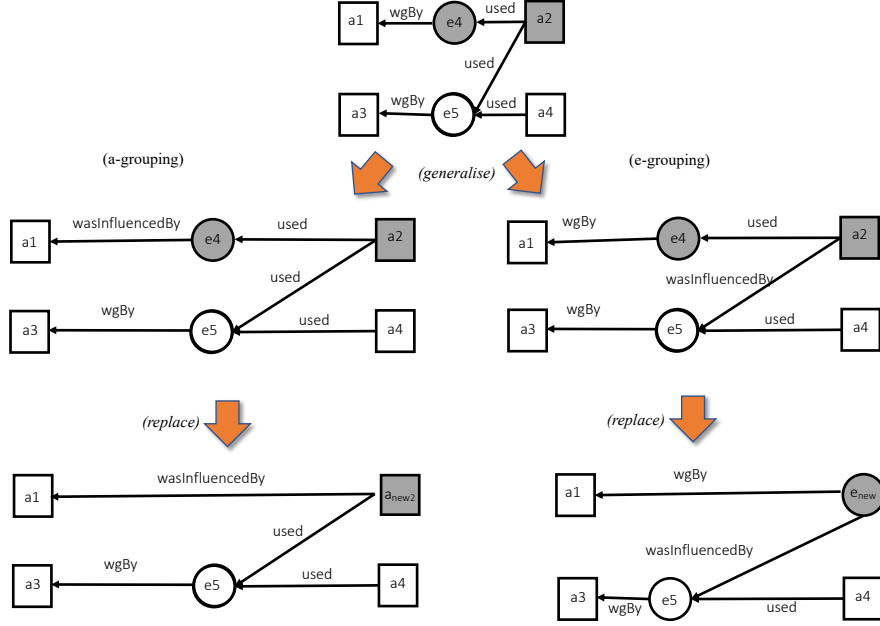 a1 wgBy e4 used a2
used
a3 wgBy e5 used a4
(a-grouping) (generalise) (e-grouping)
a1 wasInfluencedBy e4 used a2
used
a3 wgBy e5 used a4
a1 wgBy e4 used a2
wasInfluencedBy
a3 wgBy e5 used a4
(replace) (replace)
a1 wasInfluencedBy anew2
used
a3 wgBy e5 used a4
a1 wgBy enew
wasInfluencedBy
a3 wgBy e5 used a4